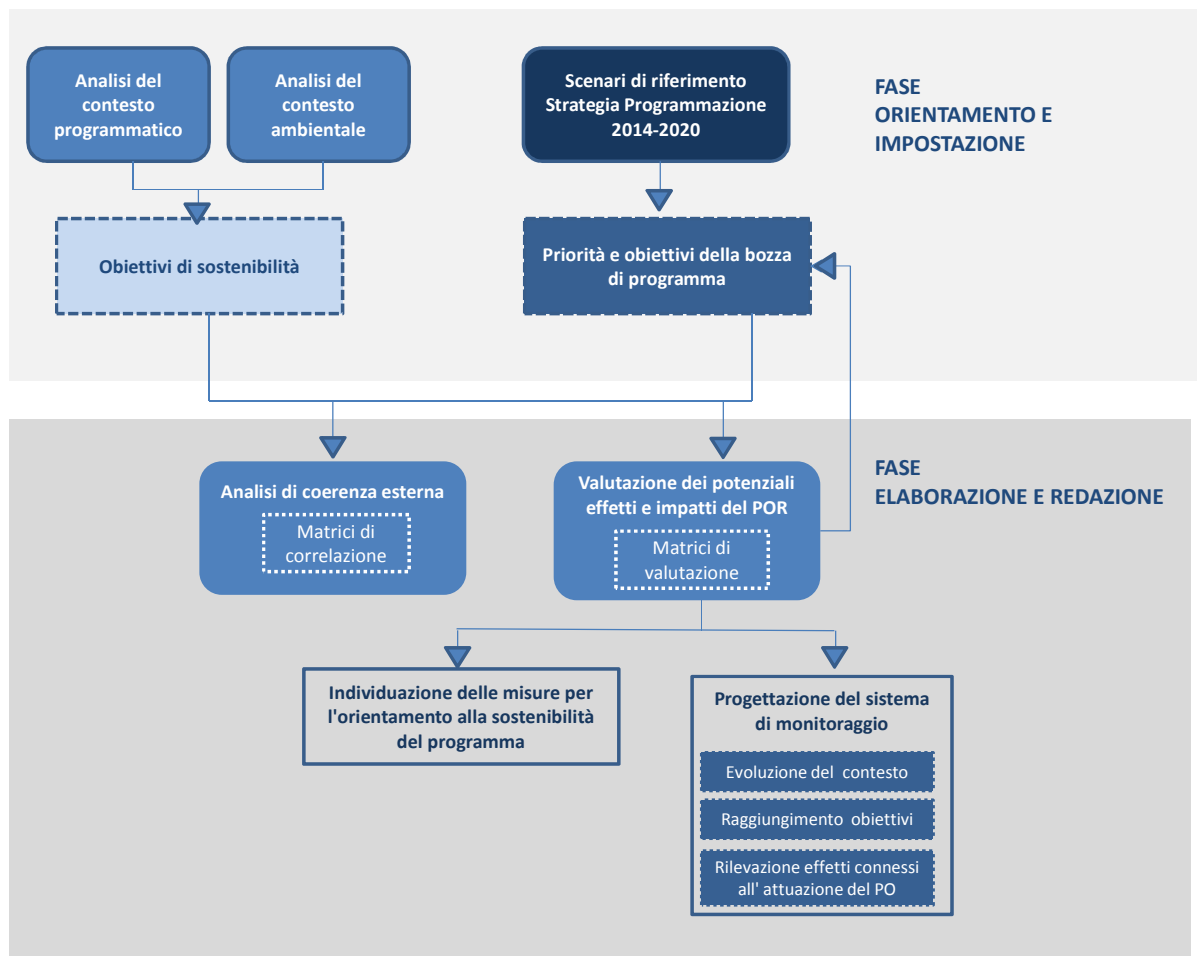 Analisi del
contesto
programmatico
Analisi del
contesto
ambientale
Scenari di riferimento
Strategia Programmazione
2014-2020
FASE
ORIENTAMENTO E
IMPOSTAZIONE
Obiettivi di sostenibilità
Priorità e obiettivi della bozza
di programma
FASE
ELABORAZIONE E REDAZIONE
Analisi di coerenza esterna
Matrici di
correlazione
Valutazione dei potenziali
effetti e impatti del POR
Matrici di
valutazione
Individuazione delle misure per
l'orientamento alla sostenibilità
del programma
Progettazione del sistema
di monitoraggio
Evoluzione del contesto
Raggiungimento obiettivi
Rilevazione effetti connessi
all' attuazione del PO